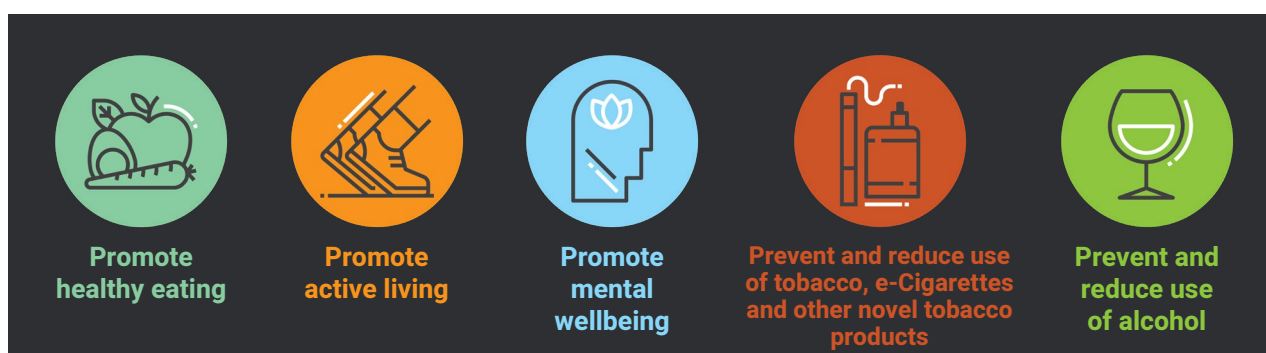 Promote
healthy eating
Promote
active living
Promote
mental
wellbeing
Prevent and reduce use
of tobacco, e-Cigarettes
and other novel tobacco
products
Prevent and
reduce use
of alcohol